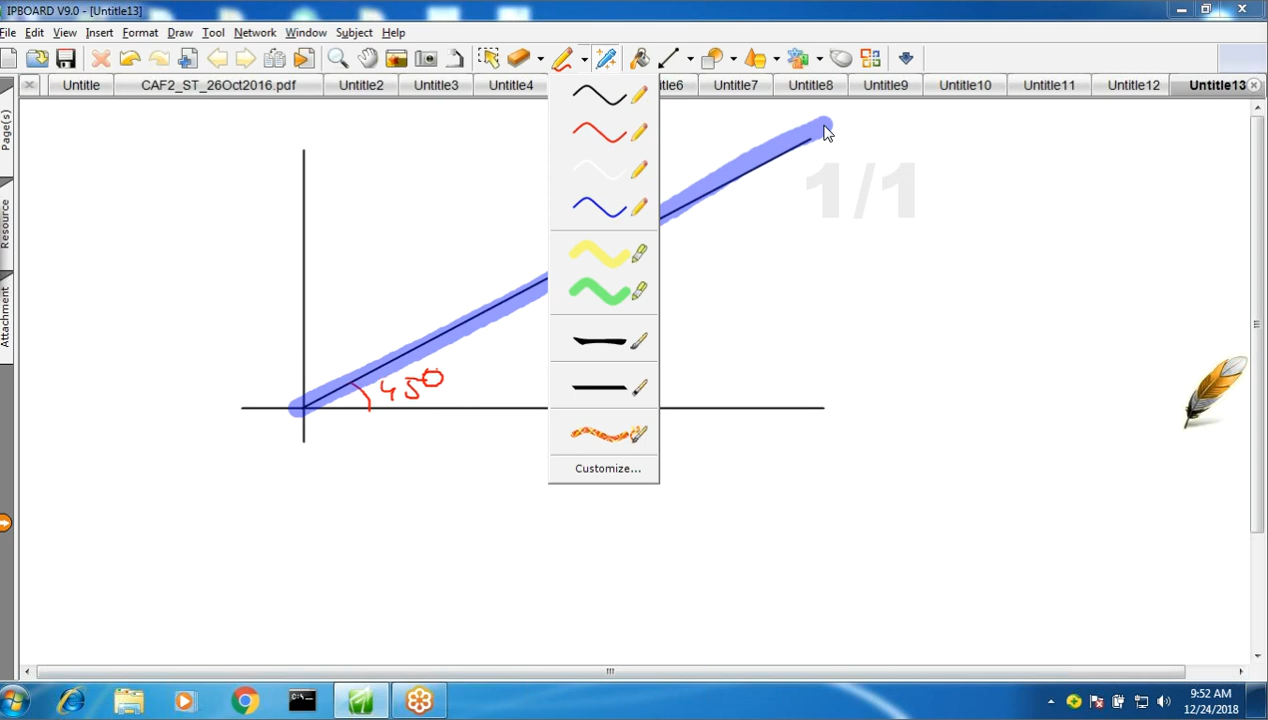 IPBOARD V9.0 - [Untitle13]
File Edit View Insert Format Draw Tool Network Window Subject Help
Untitle CAF2_ST_26Oct2016.pdf Untitle2 Untitle3 Untitle4 Untitle7 Untitle8 Untitle9 Untitle10 Untitle11 Untitle12 Untitle13
Page(s)
Resource
Attachment
1/1
45°
Customize...
9:52 AM
12/24/2018